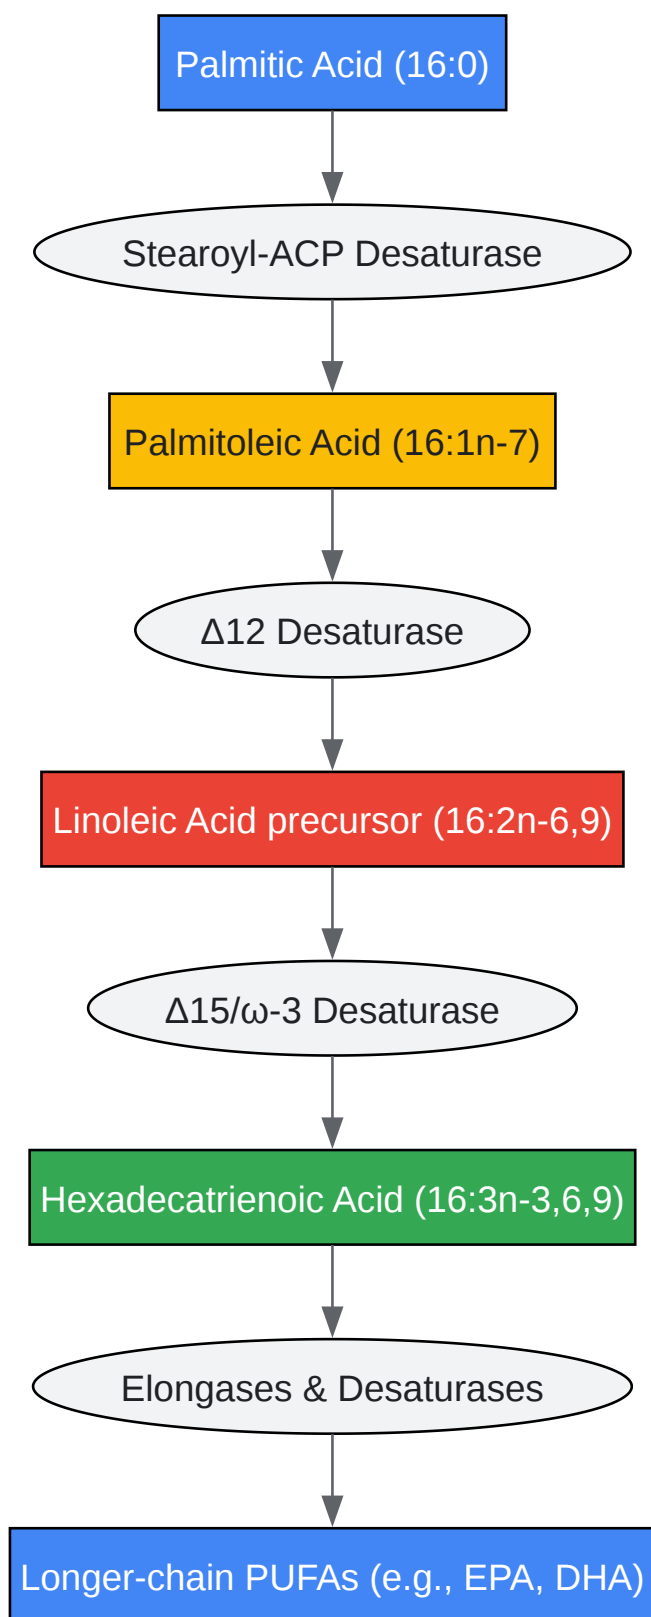 Palmitic Acid (16:0)
Stearoyl-ACP Desaturase
Palmitoleic Acid (16:1n-7)
Δ12 Desaturase
Linoleic Acid precursor (16:2n-6,9)
Δ15/ω-3 Desaturase
Hexadecatrienoic Acid (16:3n-3,6,9)
Elongases & Desaturases
Longer-chain PUFAs (e.g., EPA, DHA)